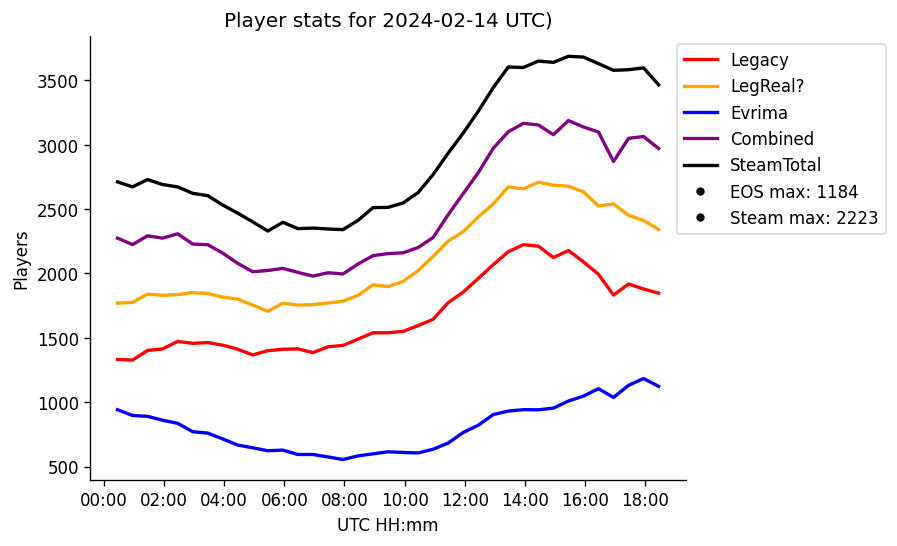 Player stats for 2024-02-14 UTC)
Players
3500
3000
2500
2000
1500
1000
500
00:00 02:00 04:00 06:00 08:00 10:00 12:00 14:00 16:00 18:00
UTC HH:mm
Legacy
LegReal?
Evrima
Combined
SteamTotal
EOS max: 1184
Steam max: 2223